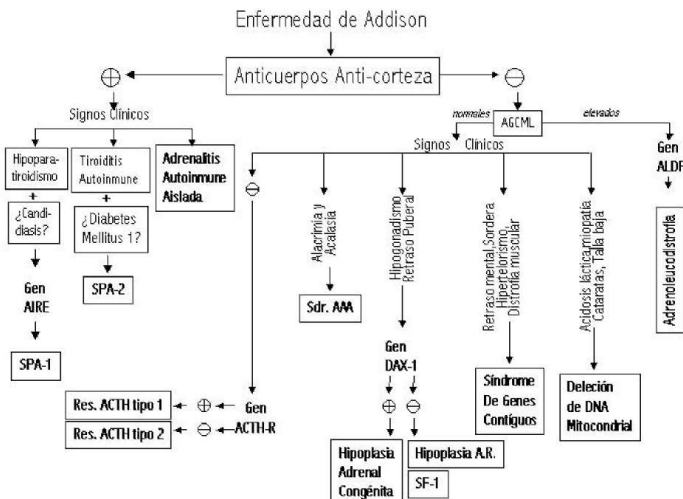 Enfermedad de Addison
Anticuerpos Anti-corteza
Signos Clínicos
Hipopara-
tiroidismo
+
¿Candi-
diasis?
Gen
AIRE
SPA-1
Tiroiditis
Autoinmune
+
¿Diabetes
Mellitus 1?
SPA-2
Adrenalitis
Autoinmune
Aislada
normales
AGCML
elevados
Signos Clínicos
Gen
ACTH-R
Res. ACTH tipo 1
Res. ACTH tipo 2
Alacrimia y
Acalasia
Sdr. AAA
Hipogonadismo
Retraso Puberal
Gen
DAX-1
Hipoplasia
Adrenal
Congénita
Hipoplasia A.R.
SF-1
Retraso mental,Sordera
Hipertelorismo,
Distrofia muscular
Síndrome
De Genes
Contíguos
Acidosis láctica,miopatía
Cataratas, Talla baja
Deleción
de DNA
Mitocondrial
Gen
ALDP
Adrenoleucodistrofia